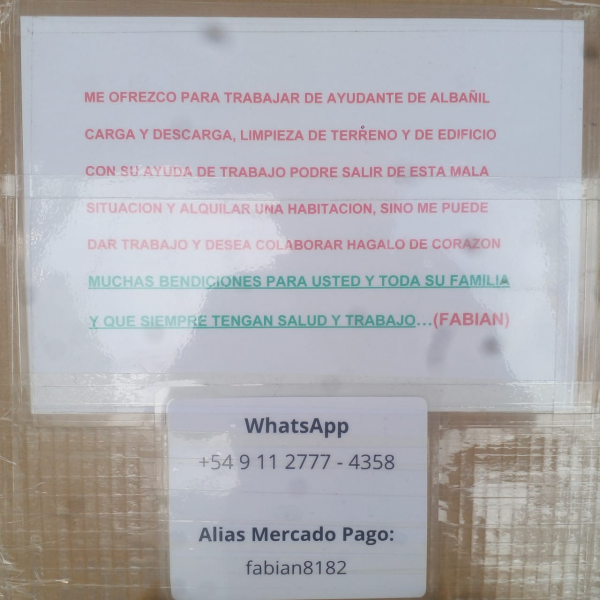 ME OFREZCO PARA TRABAJAR DE AYUDANTE DE ALBAÑIL
CARGA Y DESCARGA, LIMPIEZA DE TERRENO Y DE EDIFICIO
CON SU AYUDA DE TRABAJO PODRE SALIR DE ESTA MALA
SITUACION Y ALQUILAR UNA HABITACION, SINO ME PUEDE
DAR TRABAJO Y DESEA COLABORAR HAGALO DE CORAZON
MUCHAS BENDICIONES PARA USTED Y TODA SU FAMILIA
Y QUE SIEMPRE TENGAN SALUD Y TRABAJO...(FABIAN)
WhatsApp
+54 9 11 2777 - 4358
Alias Mercado Pago:
fabian8182